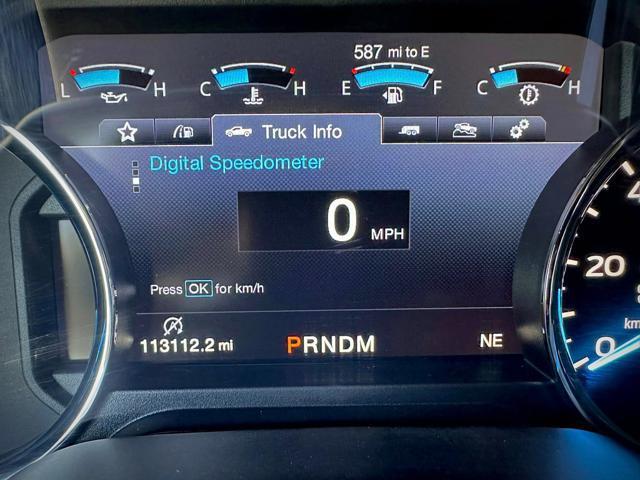 587 mi to E
L H C H E F C H
Truck Info
Digital Speedometer
0 MPH
Press OK for km/h
113112.2 mi PRNDM NE
20
0